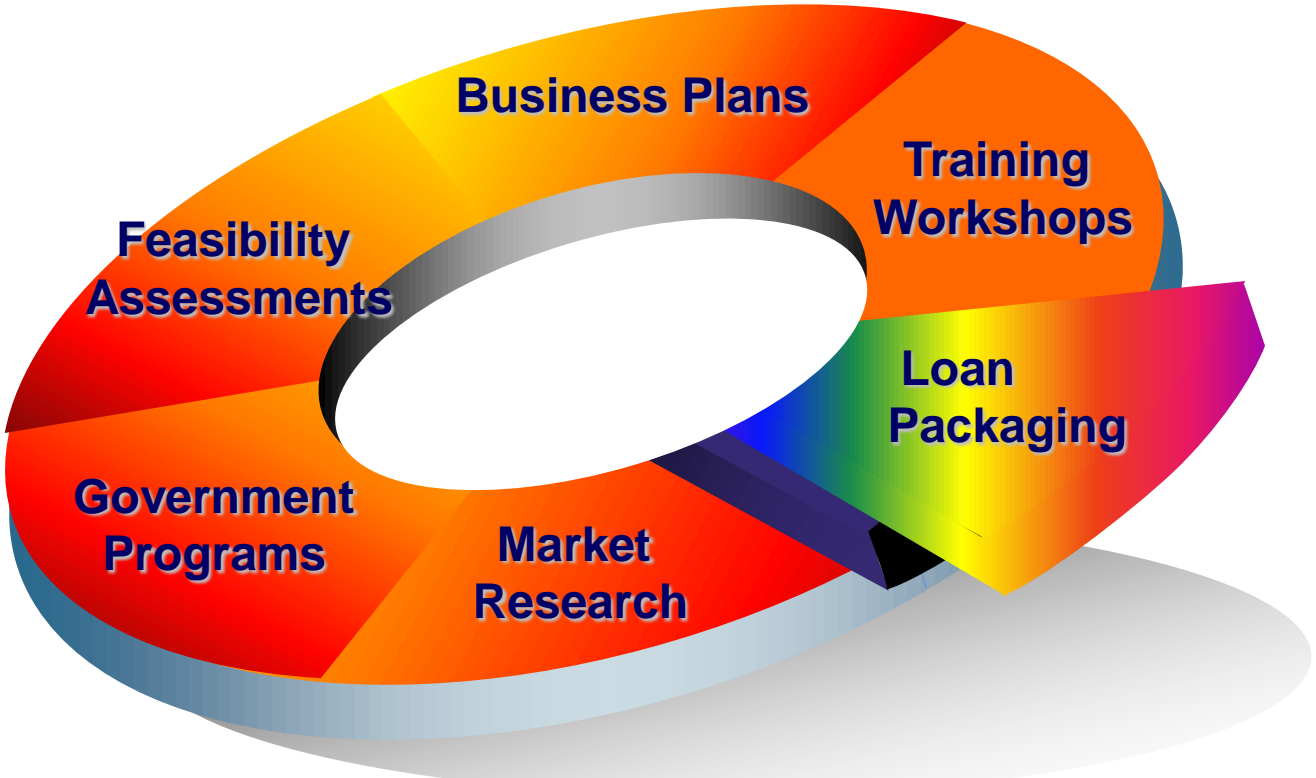 Business Plans
Training
Workshops
Feasibility
Assessments
Loan
Packaging
Government
Programs
Market
Research